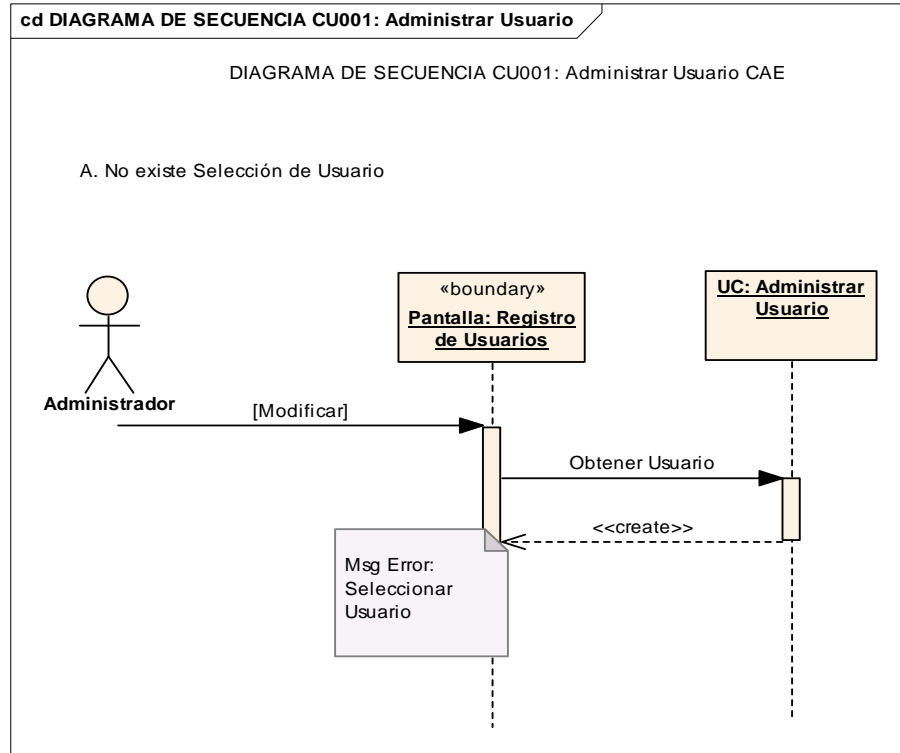 cd DIAGRAMA DE SECUENCIA CU001: Administrar Usuario
DIAGRAMA DE SECUENCIA CU001: Administrar Usuario CAE
A. No existe Selección de Usuario
«boundary»
Pantalla: Registro
de Usuarios
UC: Administrar
Usuario
Administrador
[Modificar]
Obtener Usuario
<<create>>
Msg Error:
Seleccionar
Usuario